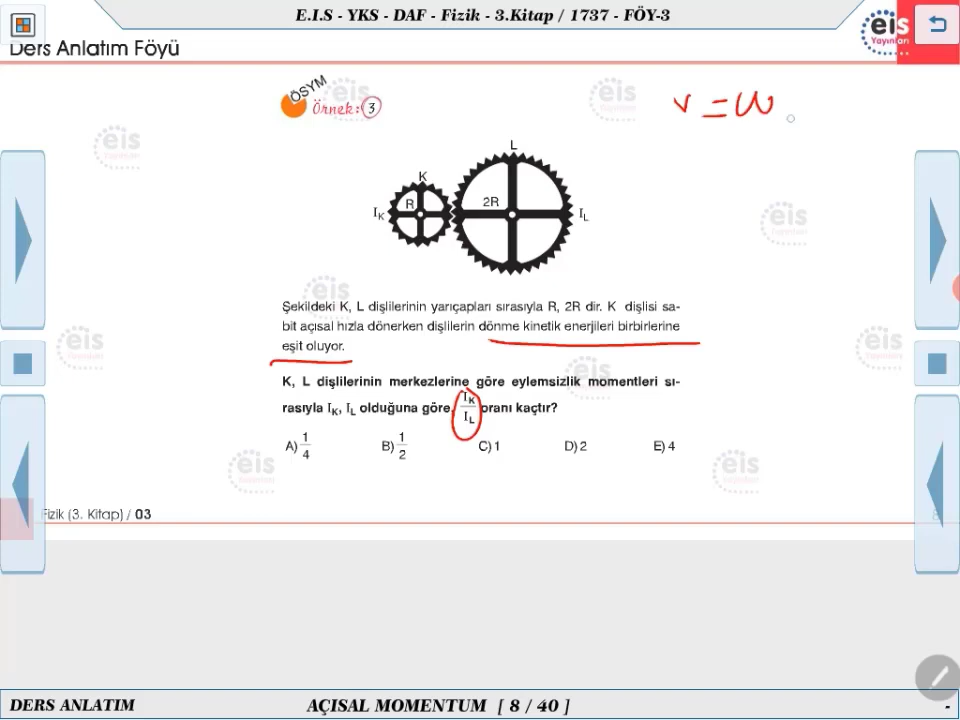 E.I.S - YKS - DAF - Fizik - 3.Kitap / 1737 - FÖY-3
eis
Yayınları
Ders Anlatım Föyü
ÖSYM
Örnek: 3
v = ω
L
K
R
2R
I_K
I_L
Şekildeki K, L dişlilerinin yarıçapları sırasıyla R, 2R dir. K dişlisi sa-
bit açısal hızla dönerken dişlilerin dönme kinetik enerjileri birbirlerine
eşit oluyor.
K, L dişlilerinin merkezlerine göre eylemsizlik momentleri sı-
rasıyla I_K, I_L olduğuna göre, I_K/I_L oranı kaçtır?
A) 1/4 B) 1/2 C) 1 D) 2 E) 4
Fizik (3. Kitap) / 03
8
DERS ANLATIM
AÇISAL MOMENTUM [ 8 / 40 ]
-